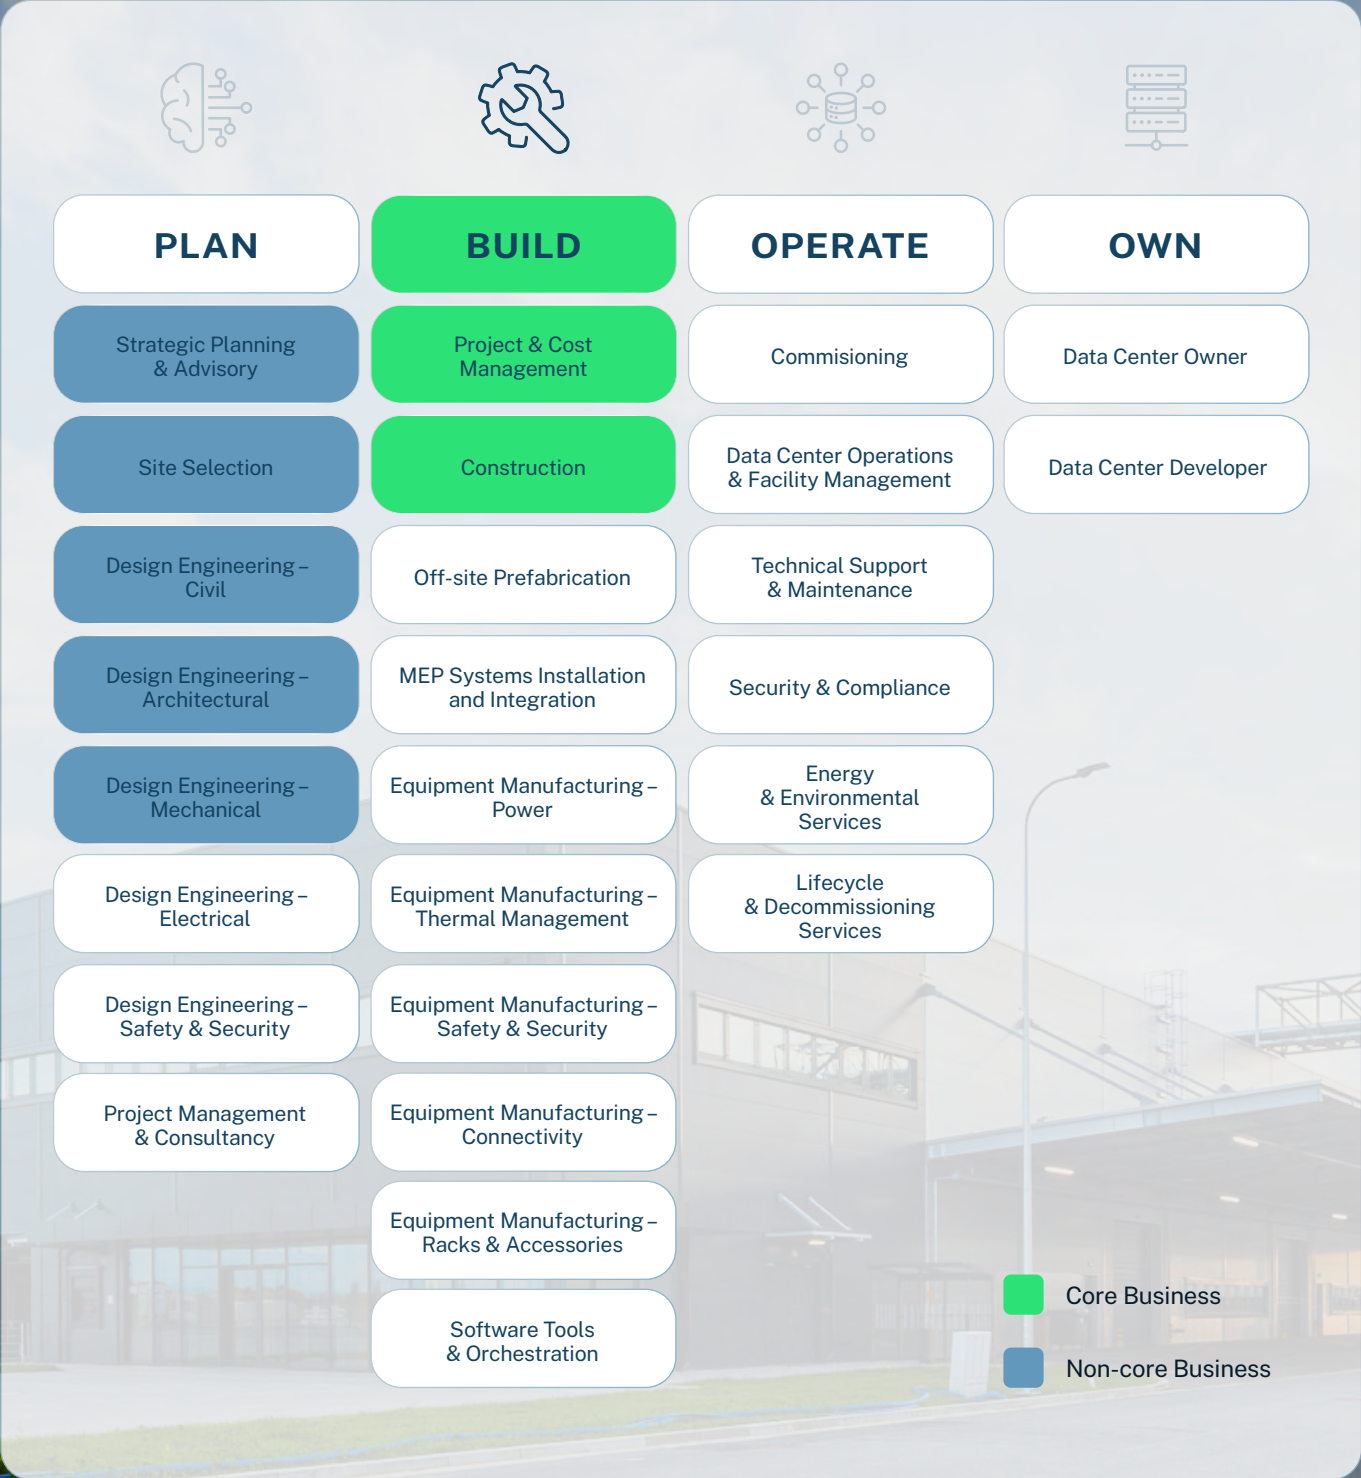 PLAN
Strategic Planning
& Advisory
Site Selection
Design Engineering –
Civil
Design Engineering –
Architectural
Design Engineering –
Mechanical
Design Engineering –
Electrical
Design Engineering –
Safety & Security
Project Management
& Consultancy
BUILD
Project & Cost
Management
Construction
Off-site Prefabrication
MEP Systems Installation
and Integration
Equipment Manufacturing –
Power
Equipment Manufacturing –
Thermal Management
Equipment Manufacturing –
Safety & Security
Equipment Manufacturing –
Connectivity
Equipment Manufacturing –
Racks & Accessories
Software Tools
& Orchestration
OPERATE
Commisioning
Data Center Operations
& Facility Management
Technical Support
& Maintenance
Security & Compliance
Energy
& Environmental
Services
Lifecycle
& Decommissioning
Services
OWN
Data Center Owner
Data Center Developer
Core Business
Non-core Business